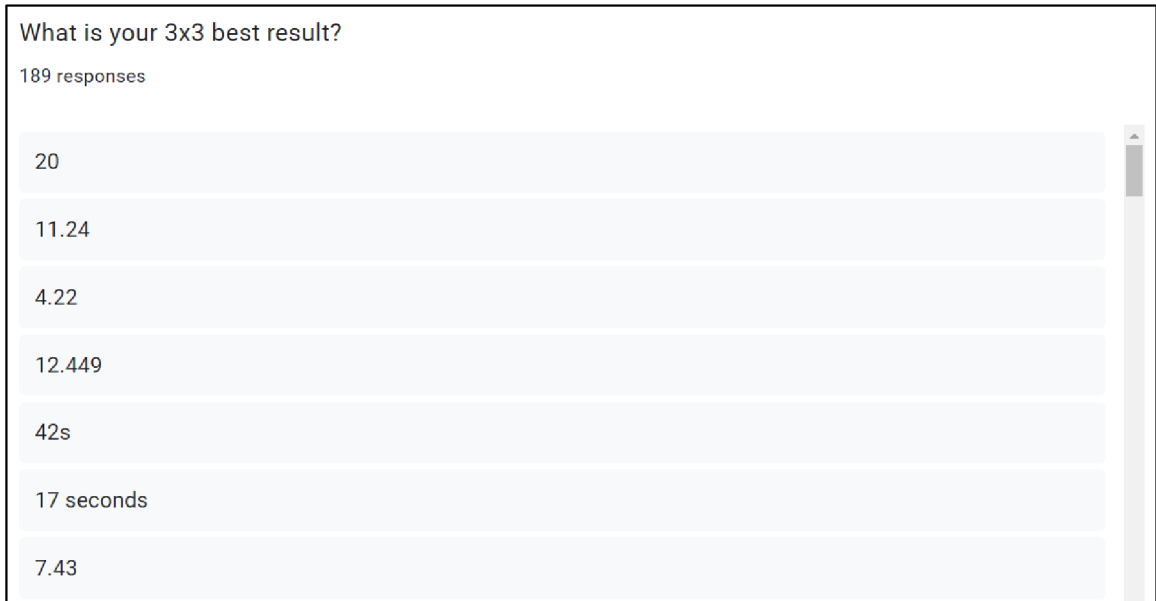 What is your 3x3 best result?
189 responses
20
11.24
4.22
12.449
42s
17 seconds
7.43